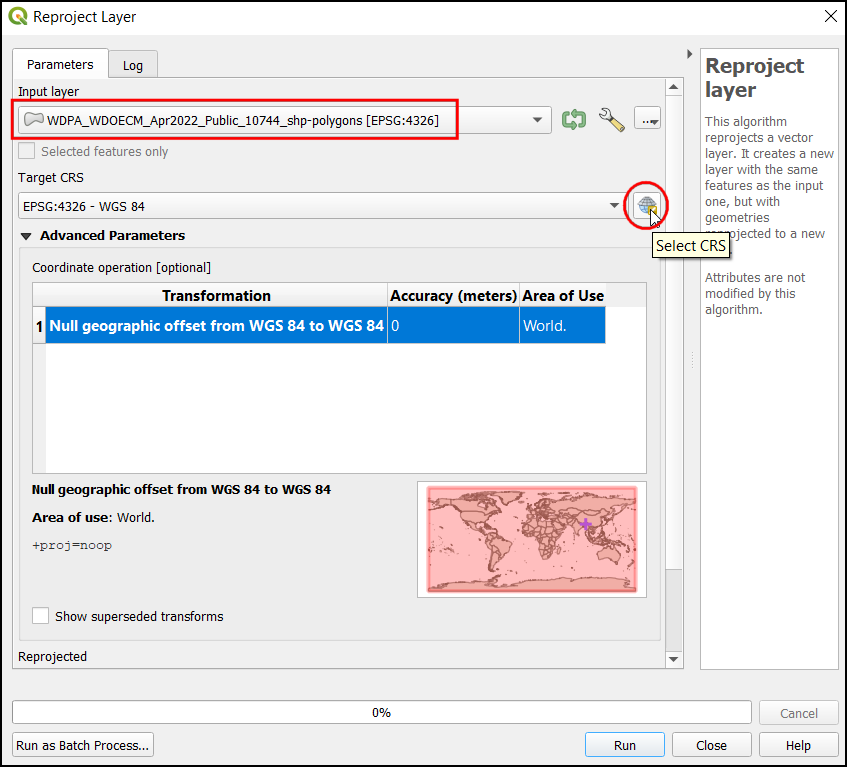 Reproject Layer
Parameters
Log
Input layer
WDPA_WDOECM_Apr2022_Public_10744_shp-polygons [EPSG:4326]
...
Selected features only
Target CRS
EPSG:4326 - WGS 84
Select CRS
Advanced Parameters
Coordinate operation [optional]
Transformation
Accuracy (meters)
Area of Use
1
Null geographic offset from WGS 84 to WGS 84
0
World.
Null geographic offset from WGS 84 to WGS 84
Area of use: World.
+proj=noop
Show superseded transforms
Reprojected
0%
Cancel
Run as Batch Process...
Run
Close
Help
Reproject
layer
This algorithm
reprojects a vector
layer. It creates a new
layer with the same
features as the input
one, but with
geometries
reprojected to a new
Attributes are not
modified by this
algorithm.